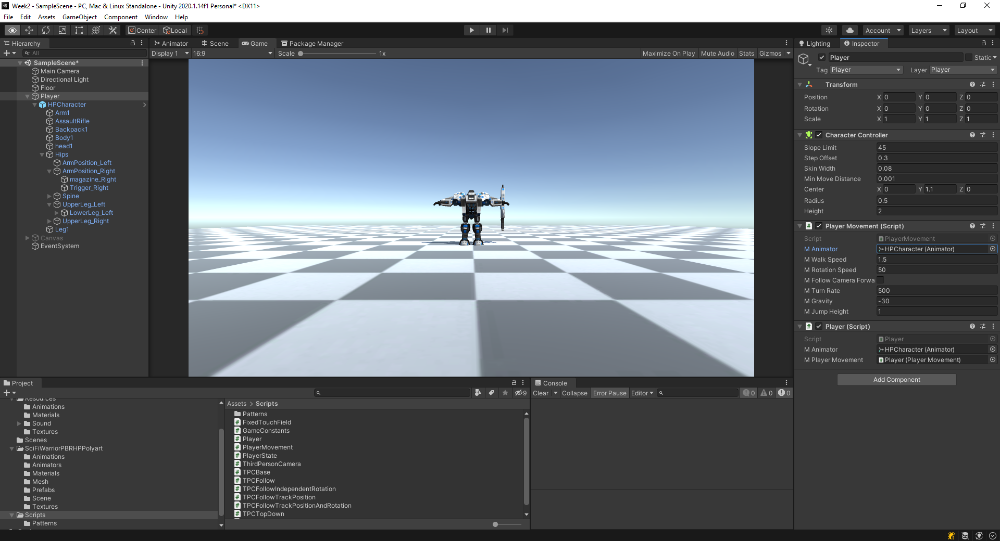 Week2 - SampleScene - PC, Mac & Linux Standalone - Unity 2020.1.14f1 Personal* <DX11>
File Edit Assets GameObject Component Window Help
Center Local Account Layers Layout
Hierarchy
All
SampleScene*
Main Camera
Directional Light
Floor
Player
HPCharacter
Arm1
AssaultRifle
Backpack1
Body1
head1
Hips
ArmPosition_Left
ArmPosition_Right
magazine_Right
Trigger_Right
Spine
UpperLeg_Left
LowerLeg_Left
UpperLeg_Right
Leg1
Canvas
EventSystem
Animator Scene Game Package Manager
Display 1 16:9 Scale 1x Maximize On Play Mute Audio Stats Gizmos
Lighting Inspector
Player Static
Tag Player Layer Player
Transform
Position X 0 Y 0 Z 0
Rotation X 0 Y 0 Z 0
Scale X 1 Y 1 Z 1
Character Controller
Slope Limit 45
Step Offset 0.3
Skin Width 0.08
Min Move Distance 0.001
Center X 0 Y 1.1 Z 0
Radius 0.5
Height 2
# Player Movement (Script)
Script PlayerMovement
M Animator HPCharacter (Animator)
M Walk Speed 1.5
M Rotation Speed 50
M Follow Camera Forwa
M Turn Rate 500
M Gravity -30
M Jump Height 1
# Player (Script)
Script Player
M Animator HPCharacter (Animator)
M Player Movement Player (Player Movement)
Add Component
Project
9
Resources
Animations
Materials
Sound
Textures
Scenes
SciFiWarriorPBRHPPolyart
Animations
Animators
Materials
Mesh
Prefabs
Scene
Textures
Scripts
Patterns
Assets > Scripts
Patterns
# FixedTouchField
# GameConstants
# Player
# PlayerMovement
# PlayerState
# ThirdPersonCamera
# TPCBase
# TPCFollow
# TPCFollowIndependentRotation
# TPCFollowTrackPosition
# TPCFollowTrackPositionAndRotation
# TPCTopDown
Console
Clear Collapse Error Pause Editor 0 0 0